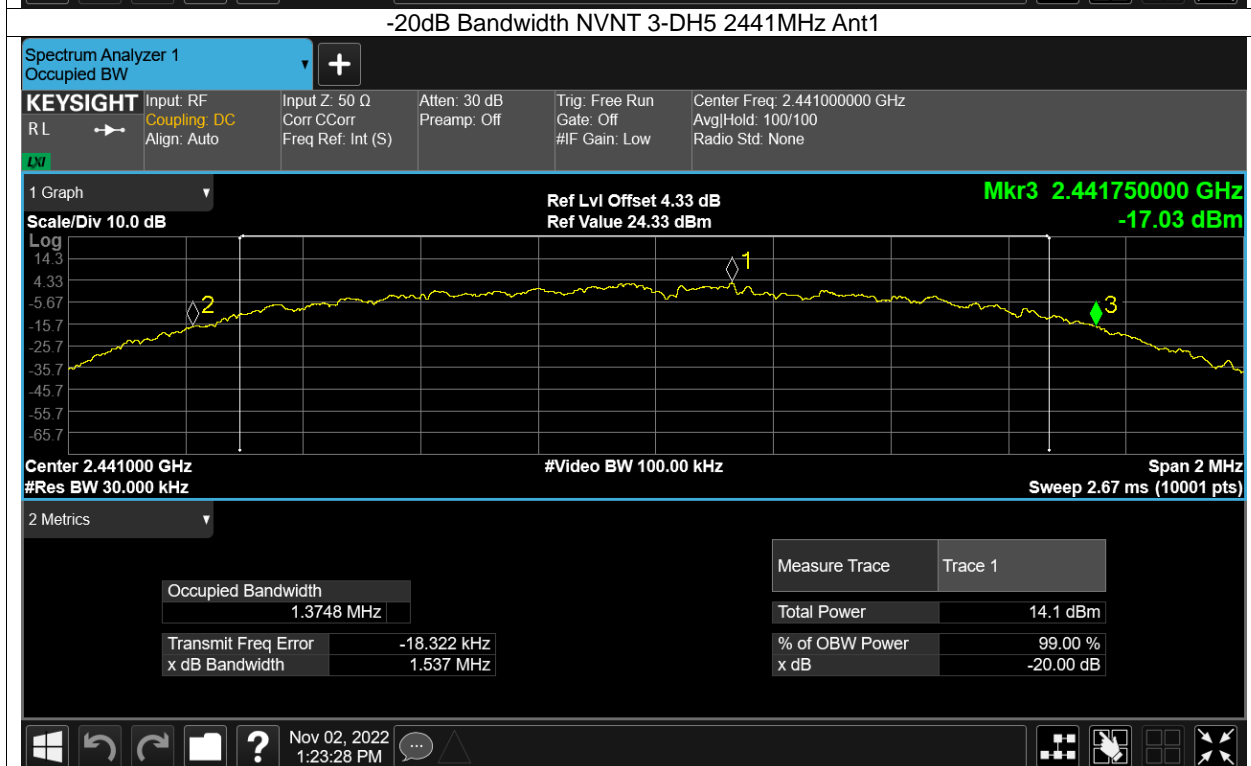 -20dB Bandwidth NVNT 3-DH5 2441MHz Ant1
Spectrum Analyzer 1
Occupied BW
+
KEYSIGHT
R L
LXI
Input: RF
Coupling: DC
Align: Auto
Input Z: 50 Ω
Corr CCorr
Freq Ref: Int (S)
Atten: 30 dB
Preamp: Off
Trig: Free Run
Gate: Off
#IF Gain: Low
Center Freq: 2.441000000 GHz
Avg|Hold: 100/100
Radio Std: None
1 Graph
Scale/Div 10.0 dB
Ref Lvl Offset 4.33 dB
Ref Value 24.33 dBm
Mkr3 2.441750000 GHz
-17.03 dBm
Log
14.3
4.33
-5.67
-15.7
-25.7
-35.7
-45.7
-55.7
-65.7
1
2
3
Center 2.441000 GHz
#Video BW 100.00 kHz
Span 2 MHz
#Res BW 30.000 kHz
Sweep 2.67 ms (10001 pts)
2 Metrics
Measure Trace Trace 1
Occupied Bandwidth
1.3748 MHz
Total Power 14.1 dBm
Transmit Freq Error -18.322 kHz
% of OBW Power 99.00 %
x dB Bandwidth 1.537 MHz
x dB -20.00 dB
?
Nov 02, 2022
1:23:28 PM